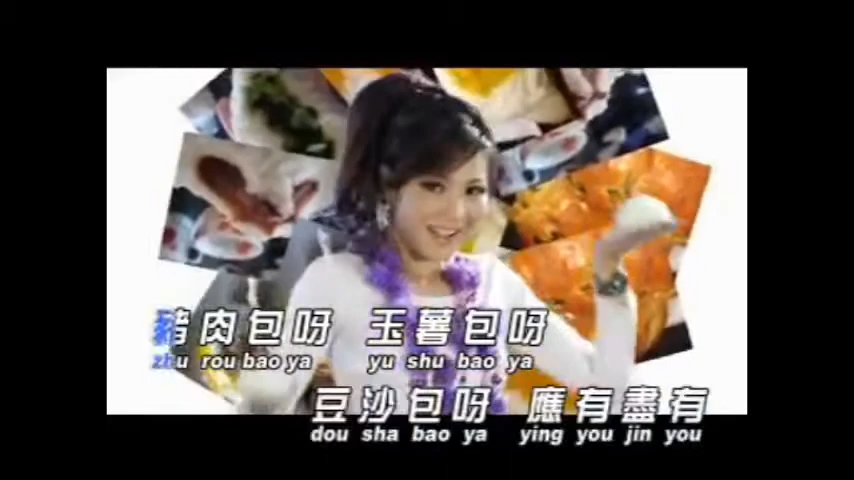 豬肉包呀 玉薯包呀
zhu rou bao ya yu shu bao ya
豆沙包呀 應有盡有
dou sha bao ya ying you jin you